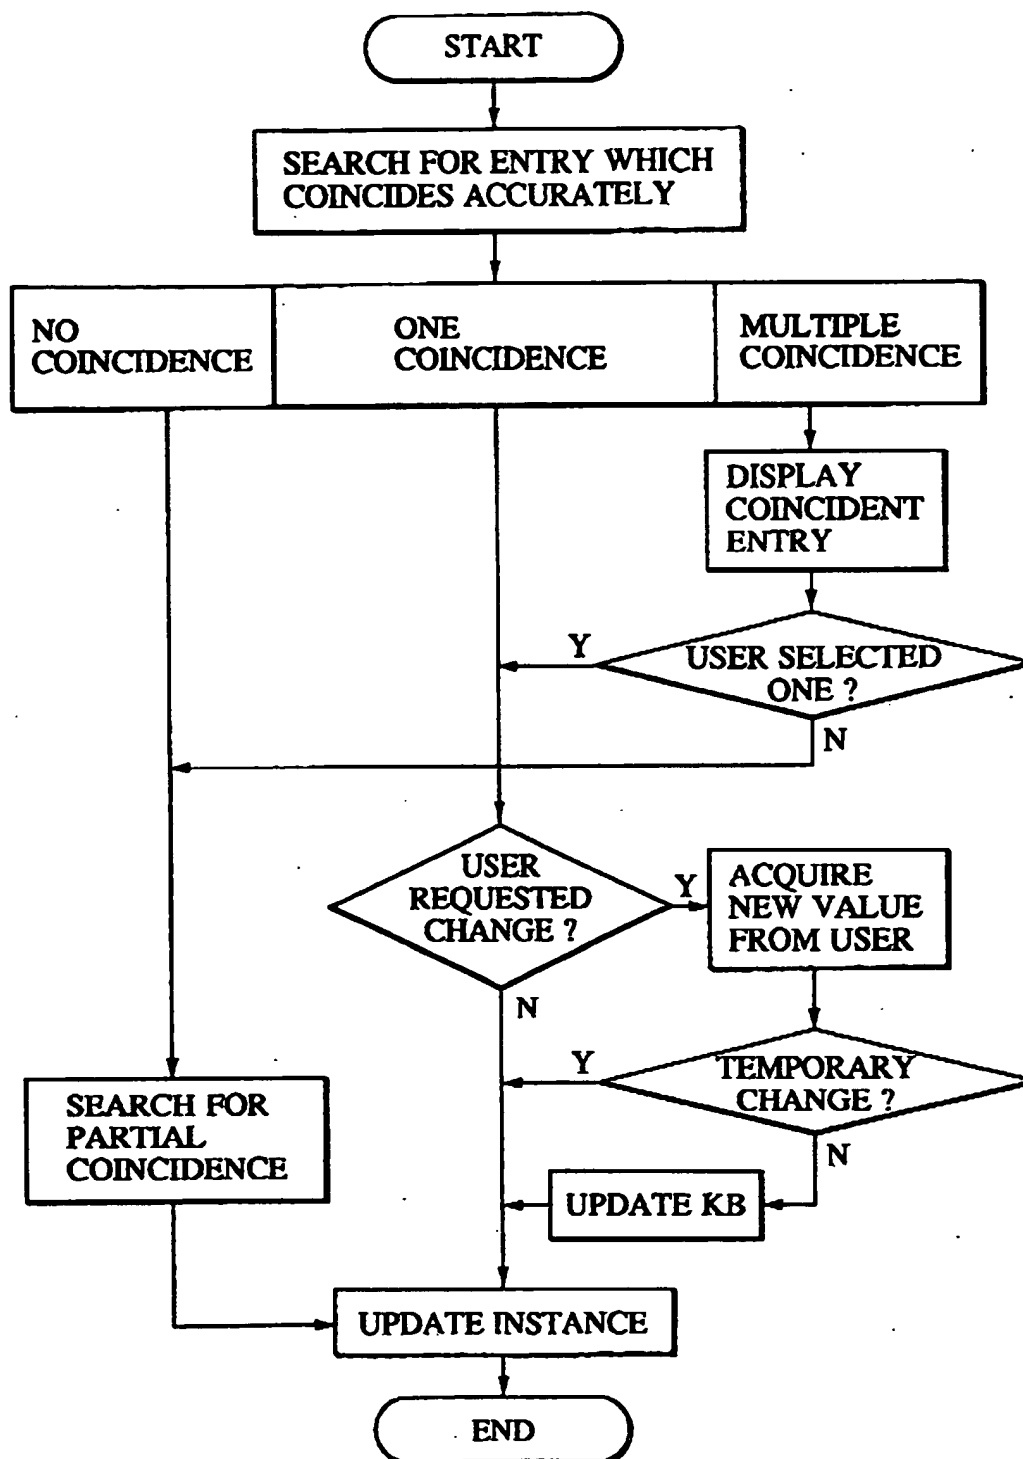 START
SEARCH FOR ENTRY WHICH
COINCIDES ACCURATELY
NO
COINCIDENCE
ONE
COINCIDENCE
MULTIPLE
COINCIDENCE
DISPLAY
COINCIDENT
ENTRY
Y
USER SELECTED
ONE ?
N
USER
REQUESTED
CHANGE ?
Y
ACQUIRE
NEW VALUE
FROM USER
N
Y
TEMPORARY
CHANGE ?
N
SEARCH FOR
PARTIAL
COINCIDENCE
UPDATE KB
UPDATE INSTANCE
END